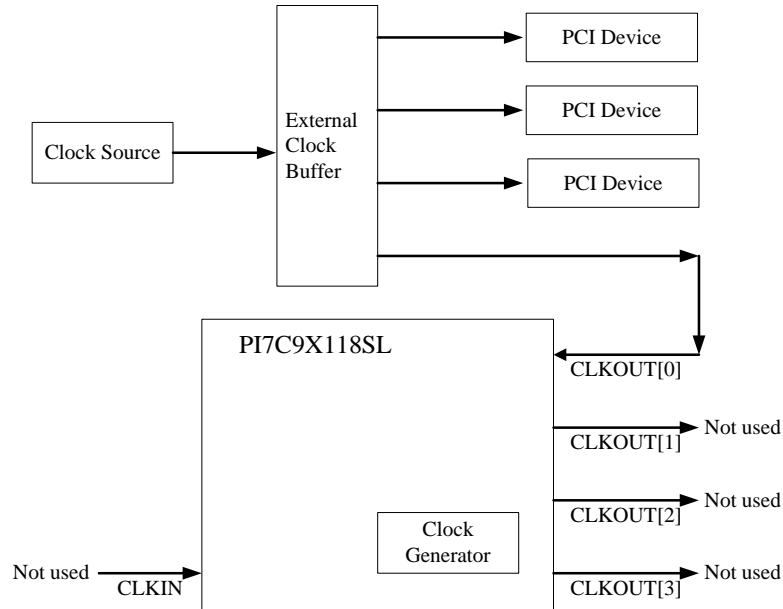 PCI Device
External
Clock
Buffer
PCI Device
Clock Source
PCI Device
PI7C9X118SL
CLKOUT[0]
CLKOUT[1]
Not used
CLKOUT[2]
Not used
Clock
Generator
Not used
CLKIN
CLKOUT[3]
Not used